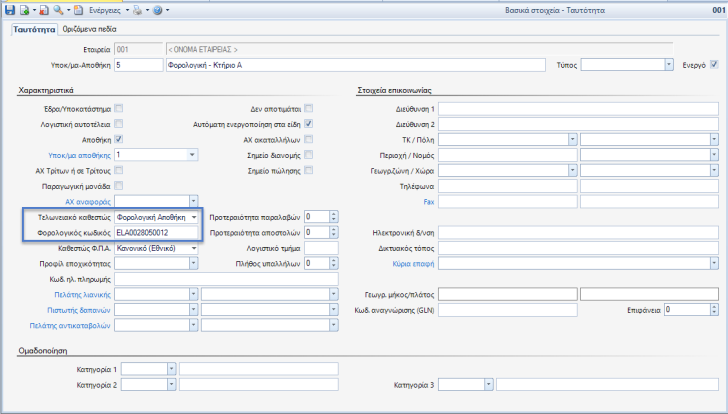 Ενέργειες Βασικά στοιχεία - Ταυτότητα 001
Ταυτότητα Οριζόμενα πεδία
Εταιρεία 001 < ΟΝΟΜΑ ΕΤΑΙΡΕΙΑΣ >
Υποκ/μα-Αποθήκη 5 Φορολογική - Κτήριο Α Τύπος Ενεργό
Χαρακτηριστικά Στοιχεία επικοινωνίας
Έδρα/Υποκατάστημα Δεν αποτιμάται Διεύθυνση 1
Λογιστική αυτοτέλεια Αυτόματη ενεργοποίηση στα είδη Διεύθυνση 2
Αποθήκη ΑΧ ακαταλλήλων ΤΚ / Πόλη
Υποκ/μα αποθήκης 1 Σημείο διανομής Περιοχή / Νομός
ΑΧ Τρίτων ή σε Τρίτους Σημείο πώλησης Γεωγρ.ζώνη / Χώρα
Παραγωγική μονάδα Τηλέφωνα
ΑΧ αναφοράς Fax
Τελωνειακό καθεστώς Φορολογική Αποθήκη Προτεραιότητα παραλαβών 0
Φορολογικός κωδικός ELA0028050012 Προτεραιότητα αποστολών 0 Ηλεκτρονική δ/νση
Καθεστώς Φ.Π.Α. Κανονικό (Εθνικό) Λογιστικό τμήμα Δικτυακός τόπος
Προφίλ εποχικότητας Πλήθος υπαλλήλων 0 Κύρια επαφή
Κωδ. ηλ. πληρωμής
Πελάτης λιανικής Γεωγρ. μήκος/πλάτος
Πιστωτής δαπανών Κωδ. αναγνώρισης (GLN) Επιφάνεια 0
Πελάτης αντικαταβολών
Ομαδοποίηση
Κατηγορία 1
Κατηγορία 2 Κατηγορία 3